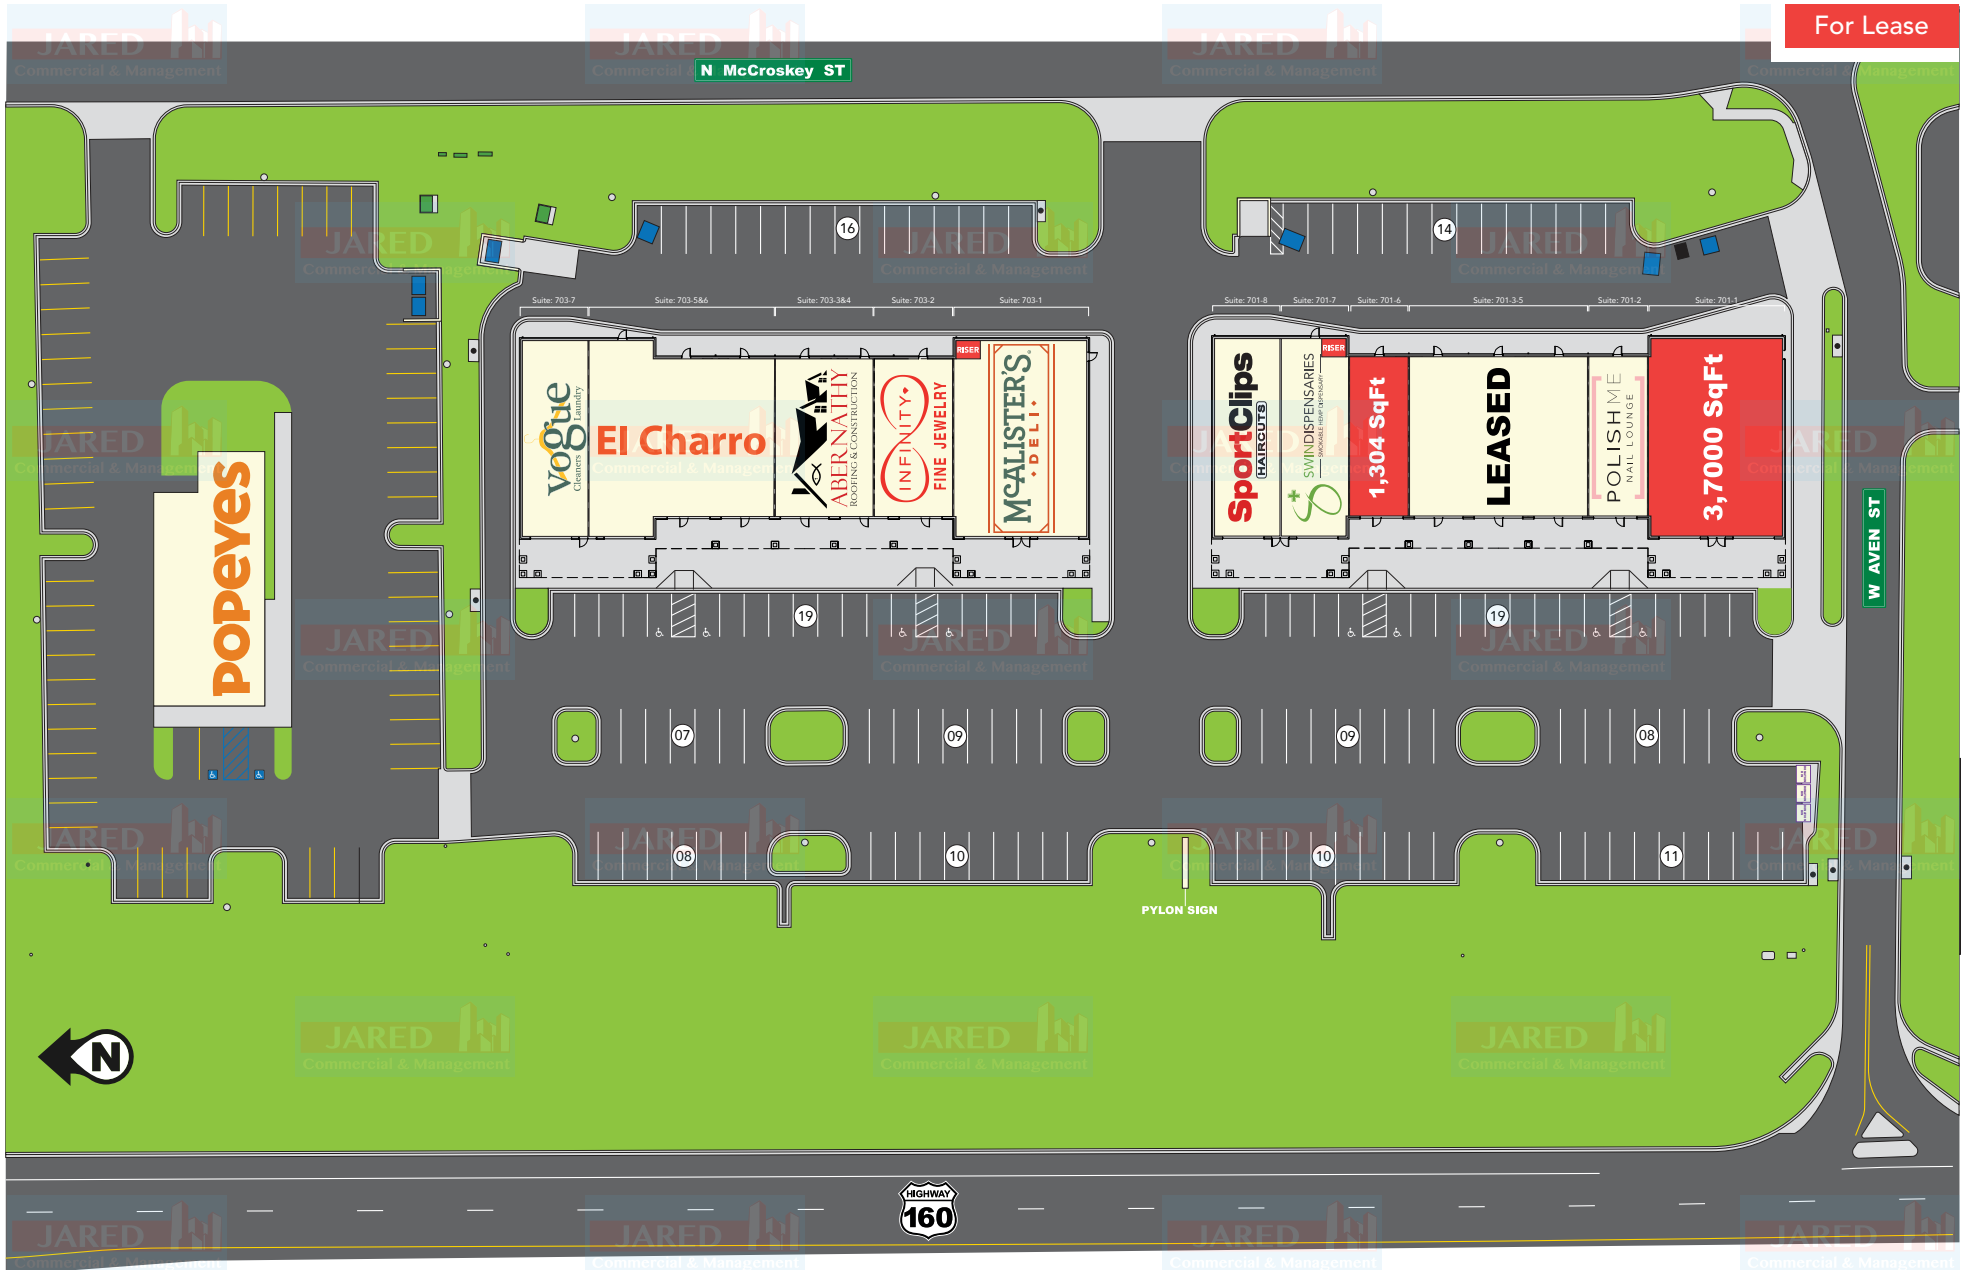 For Lease
N McCroskey ST
16
14
Suite: 703-7
Suite: 703-5&6
Suite: 703-3&4
Suite: 703-2
Suite: 703-1
Suite: 701-8
Suite: 701-7
Suite: 701-6
Suite: 701-3-5
Suite: 701-2
Suite: 701-1
RISER
RISER
Vogue
Cleaners Laundry
El Charro
ABERNATHY
ROOFING & CONSTRUCTION
INFINITY
FINE JEWELRY
McALISTER'S
DELI
SportClips
HAIRCUTS
SWINDISPENSARIES
SMOKABLE HEMP DISPENSARY
1,304 SqFt
LEASED
POLISH ME
NAIL LOUNGE
3,7000 SqFt
POPEYES
W AVEN ST
19
19
07
09
09
08
08
10
10
11
PYLON SIGN
N
HIGHWAY
160
JARED
Commercial & Management